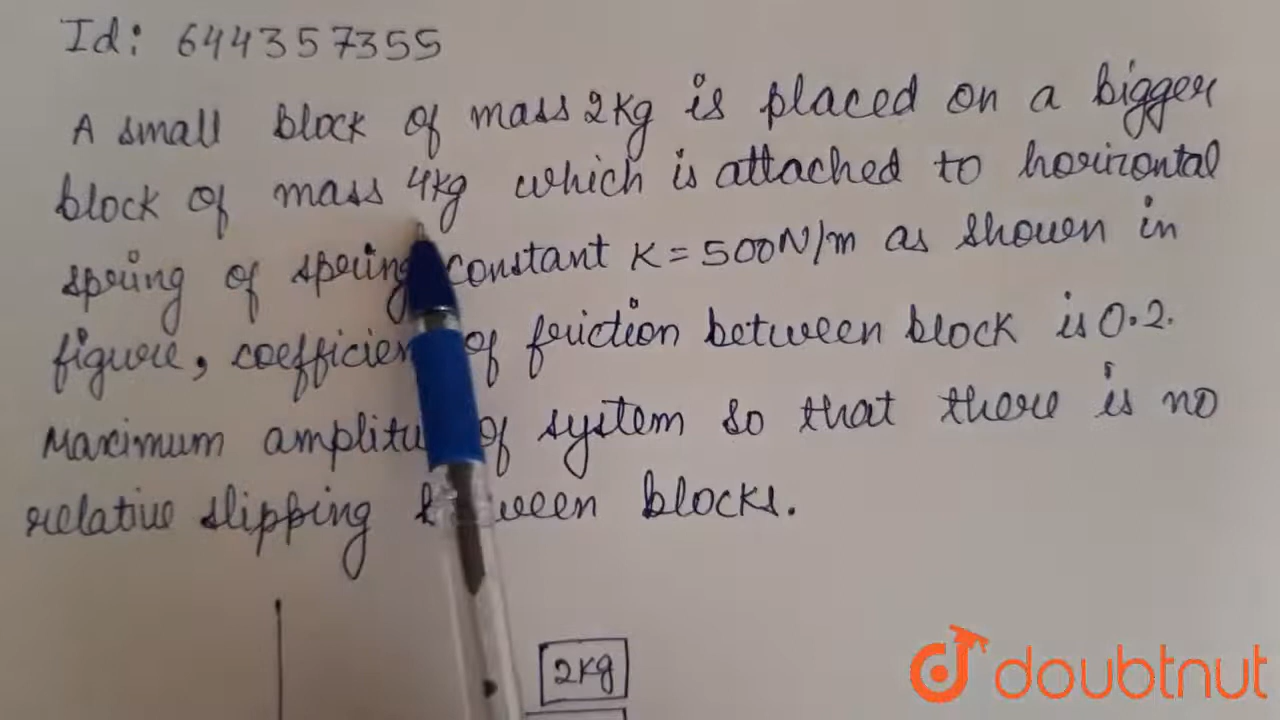 Id: 644357355
A small block of mass 2kg is placed on a bigger
block of mass 4kg which is attached to horizontal
spring of spring constant K = 500N/m as shown in
figure, coefficien of friction between block is 0.2.
Maximum amplitu of system so that there is no
relative slipping ween blocks.
2kg
doubtnut